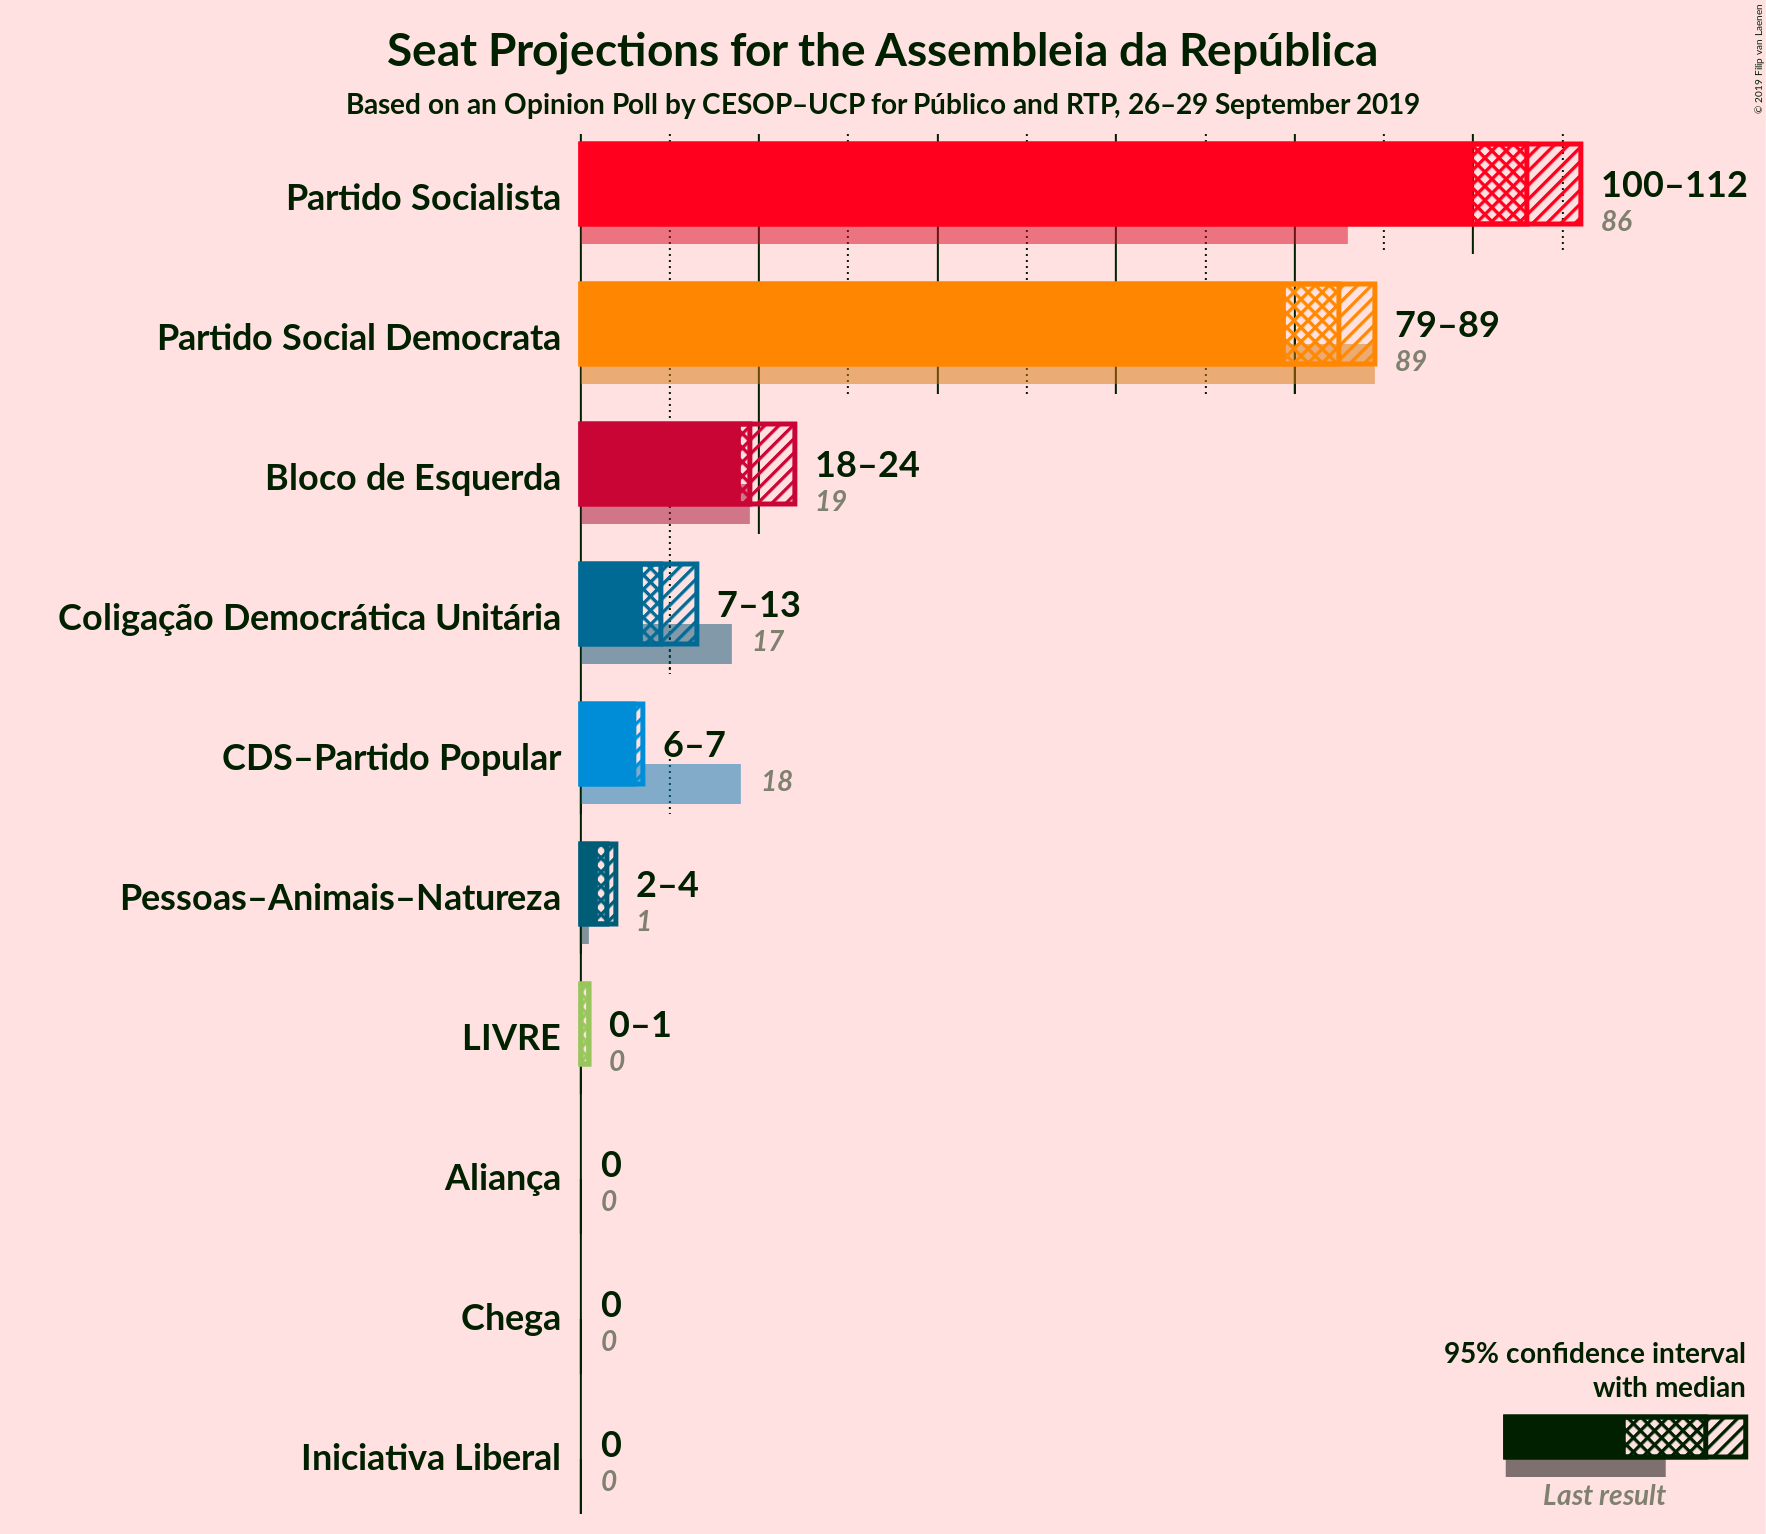 Seat Projections for the Assembleia da República
Based on an Opinion Poll by CESOP–UCP for Público and RTP, 26–29 September 2019
© 2019 Filip van Laenen
Partido Socialista
100–112
86
Partido Social Democrata
79–89
89
Bloco de Esquerda
18–24
19
Coligação Democrática Unitária
7–13
17
CDS–Partido Popular
6–7
18
Pessoas–Animais–Natureza
2–4
1
LIVRE
0–1
0
Aliança
0
0
Chega
0
0
Iniciativa Liberal
0
0
95% confidence interval
with median
Last result